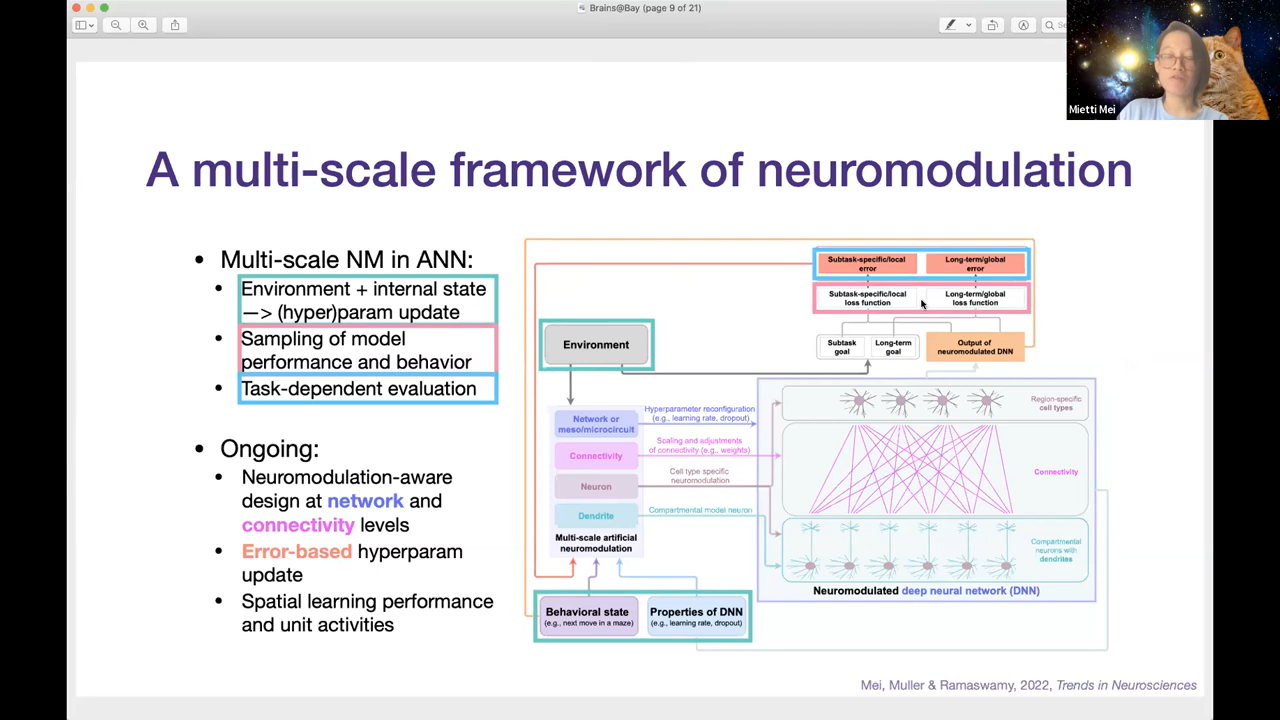 Brains@Bay (page 9 of 21)
Mietti Mei
A multi-scale framework of neuromodulation
• Multi-scale NM in ANN:
• Environment + internal state
—> (hyper)param update
• Sampling of model
performance and behavior
• Task-dependent evaluation
• Ongoing:
• Neuromodulation-aware
design at network and
connectivity levels
• Error-based hyperparam
update
• Spatial learning performance
and unit activities
Subtask-specific/local
error
Long-term/global
error
Subtask-specific/local
loss function
Long-term/global
loss function
Subtask
goal
Long-term
goal
Output of
neuromodulated DNN
Environment
Network or
meso/microcircuit
Connectivity
Neuron
Dendrite
Multi-scale artificial
neuromodulation
Hyperparameter reconfiguration
(e.g., learning rate, dropout)
Scaling and adjustments
of connectivity (e.g., weights)
Cell type specific
neuromodulation
Compartmental model neuron
Region-specific
cell types
Connectivity
Compartmental
neurons with
dendrites
Neuromodulated deep neural network (DNN)
Behavioral state
(e.g., next move in a maze)
Properties of DNN
(e.g., learning rate, dropout)
Mei, Muller & Ramaswamy, 2022, Trends in Neurosciences